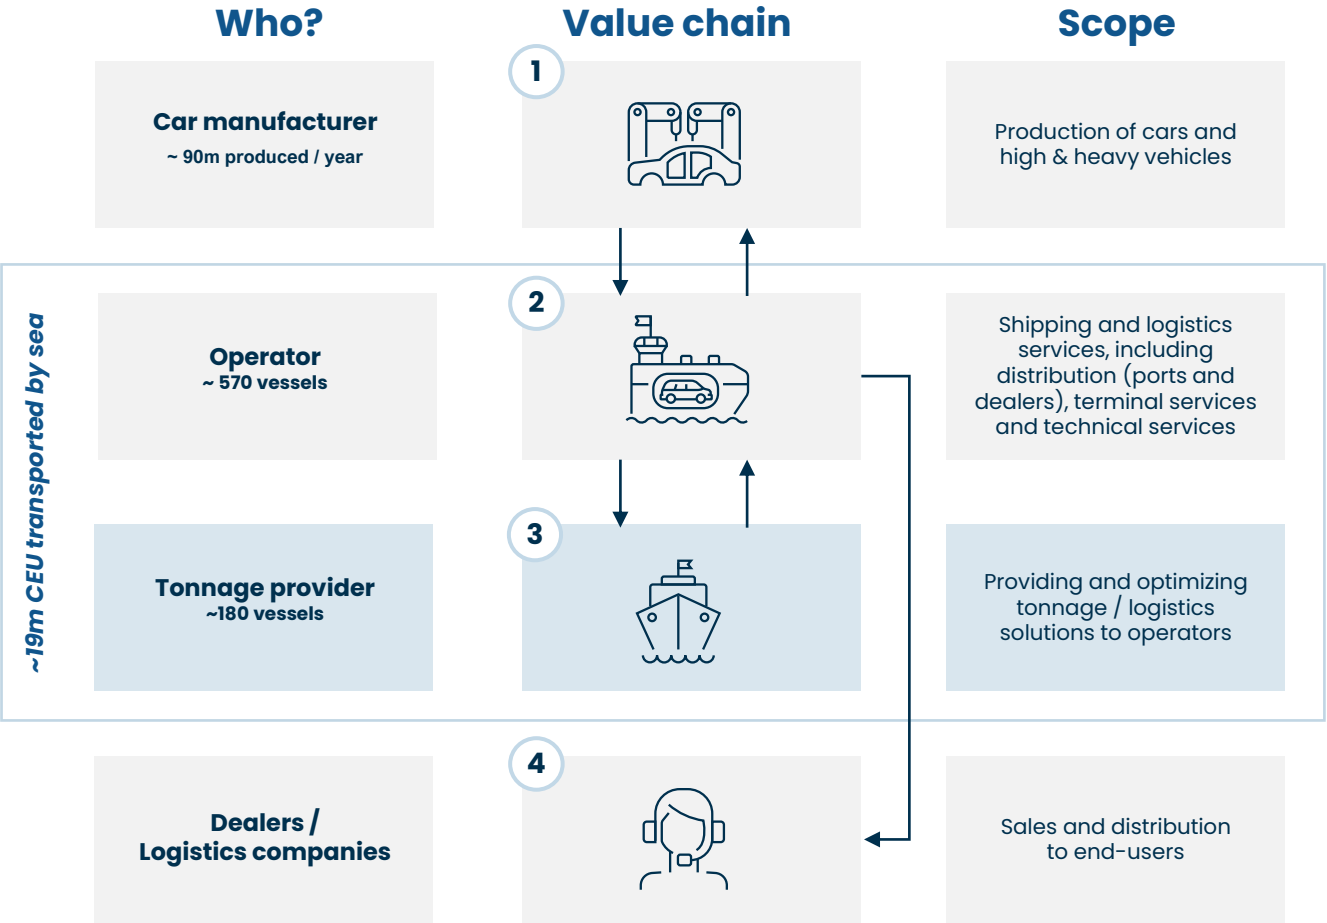 Who?
Value chain
Scope
1
Car manufacturer
~ 90m produced / year
Production of cars and
high & heavy vehicles
~19m CEU transported by sea
2
Operator
~ 570 vessels
Shipping and logistics
services, including
distribution (ports and
dealers), terminal services
and technical services
3
Tonnage provider
~180 vessels
Providing and optimizing
tonnage / logistics
solutions to operators
4
Dealers /
Logistics companies
Sales and distribution
to end-users